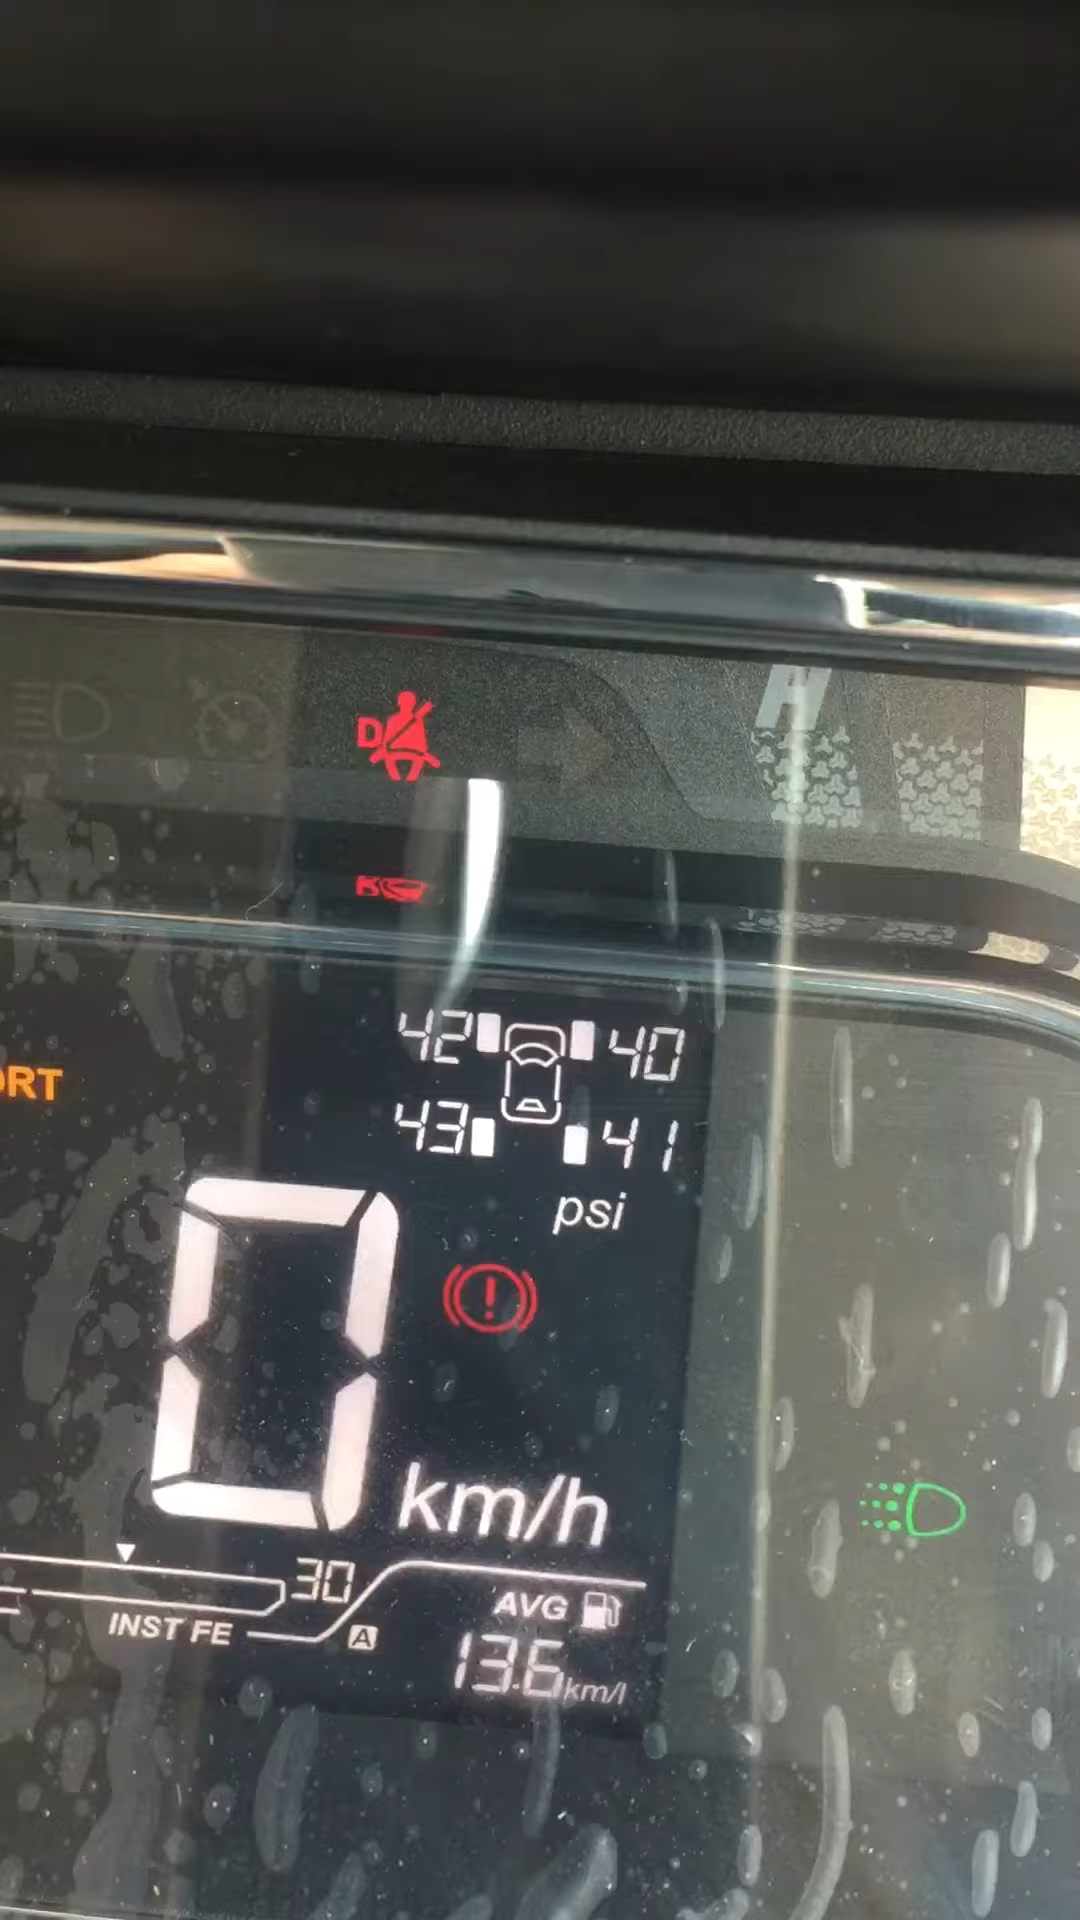 D
H
42 40
ORT
43 41
psi
0
km/h
30
AVG
INST FE A
13.6 km/l